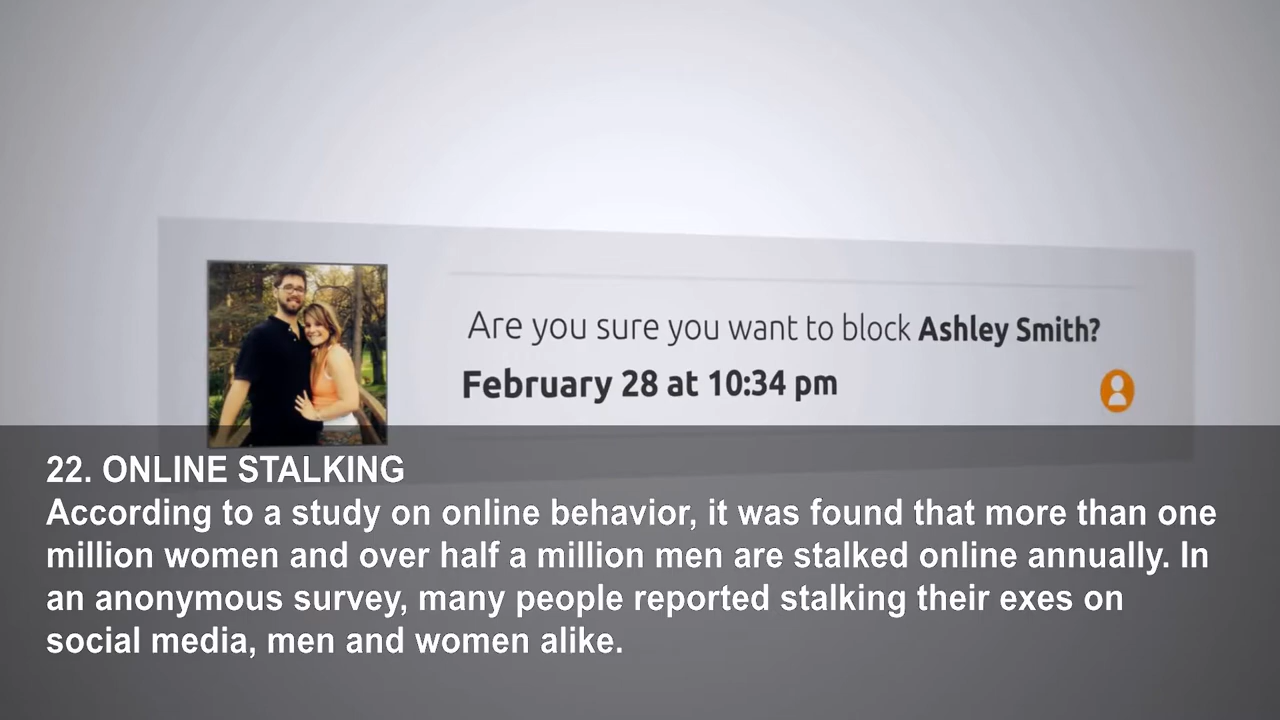 Are you sure you want to block Ashley Smith?
February 28 at 10:34 pm
22. ONLINE STALKING
According to a study on online behavior, it was found that more than one
million women and over half a million men are stalked online annually. In
an anonymous survey, many people reported stalking their exes on
social media, men and women alike.